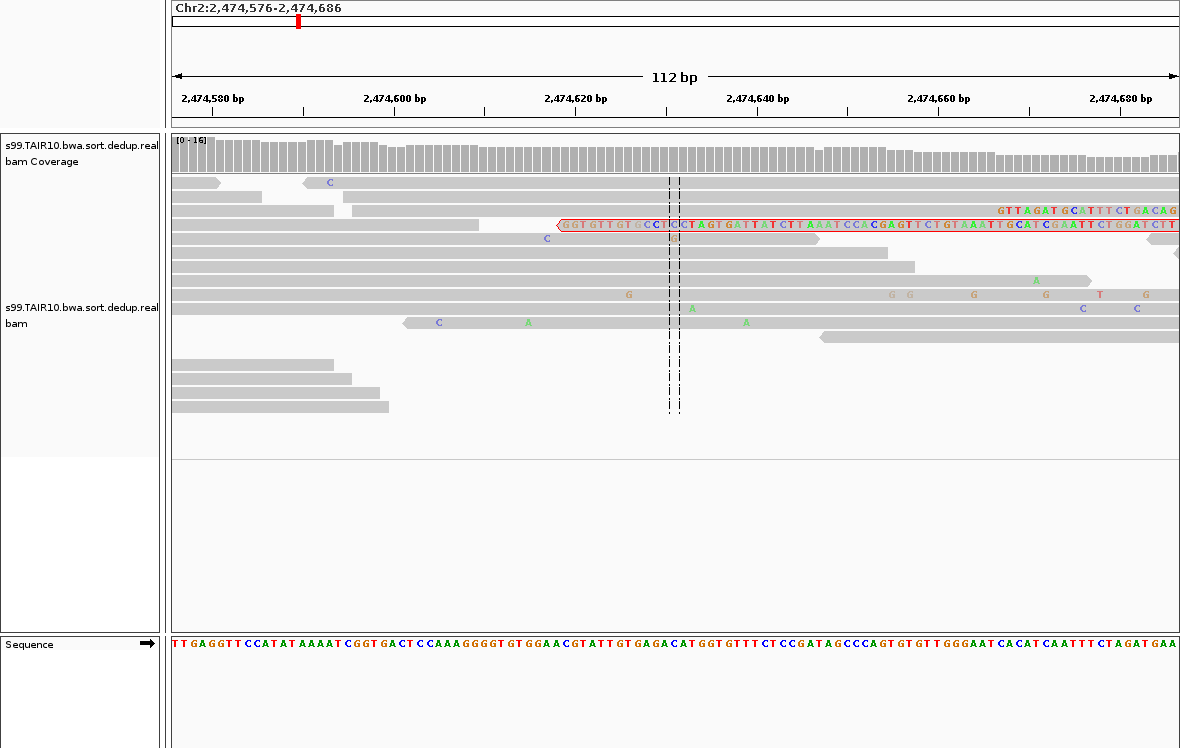 Chr2:2,474,576-2,474,686
112 bp
2,474,580 bp 2,474,600 bp 2,474,620 bp 2,474,640 bp 2,474,660 bp 2,474,680 bp
s99.TAIR10.bwa.sort.dedup.real
bam Coverage
[0 - 16]
C
GTTAGATGCATTTCTGACAG
GGTGTTGTGCCTCCTAGTGATTATCTTAAATCCACGAGTTCTGTAAATTGCATCGAATTCTGGATCTT
C G
A
G G G G G T G
s99.TAIR10.bwa.sort.dedup.real
bam
A C C
C A A
Sequence
TTGAGGTTCCATATAAAATCGGTGACTCCAAAGGGGTGTGGAACGTATTGTGAGACATGGTGTTTCTCCGATAGCCCAGTGTGTTGGGAATCACATCAATTTCTAGATGAA